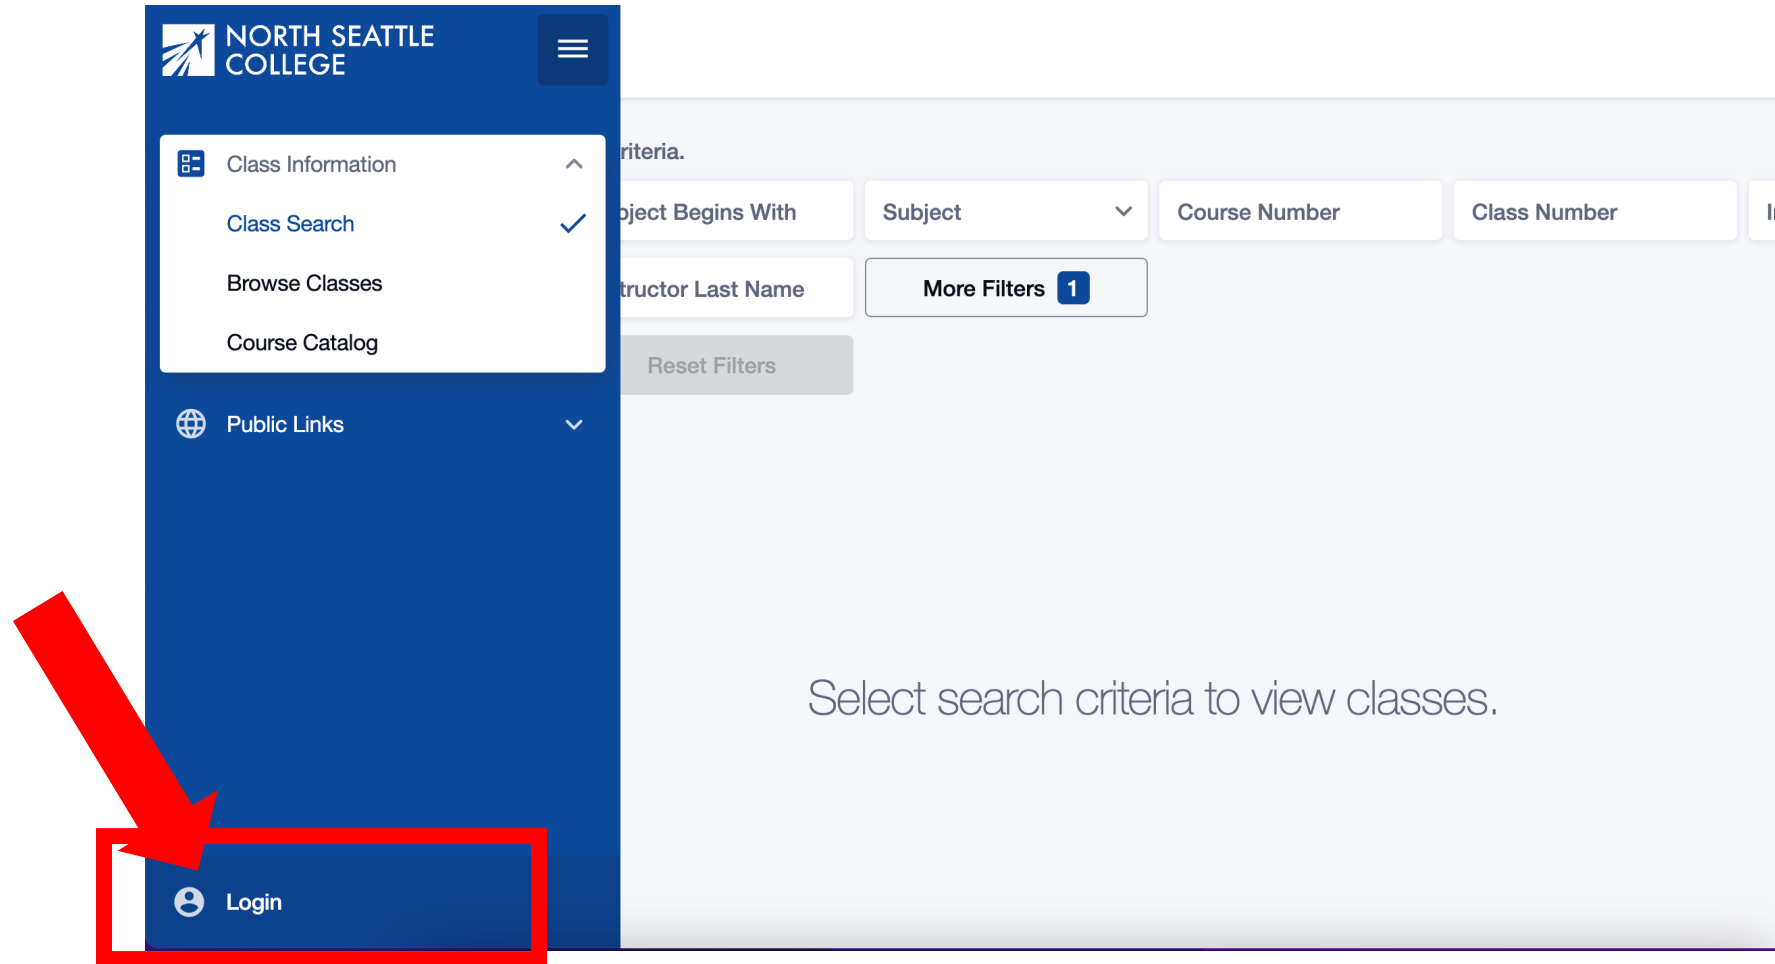 NORTH SEATTLE
COLLEGE
Class Information
Class Search
Browse Classes
Course Catalog
Public Links
Login
riteria.
bject Begins With
Subject
Course Number
Class Number
tructor Last Name
More Filters 1
Reset Filters
Select search criteria to view classes.